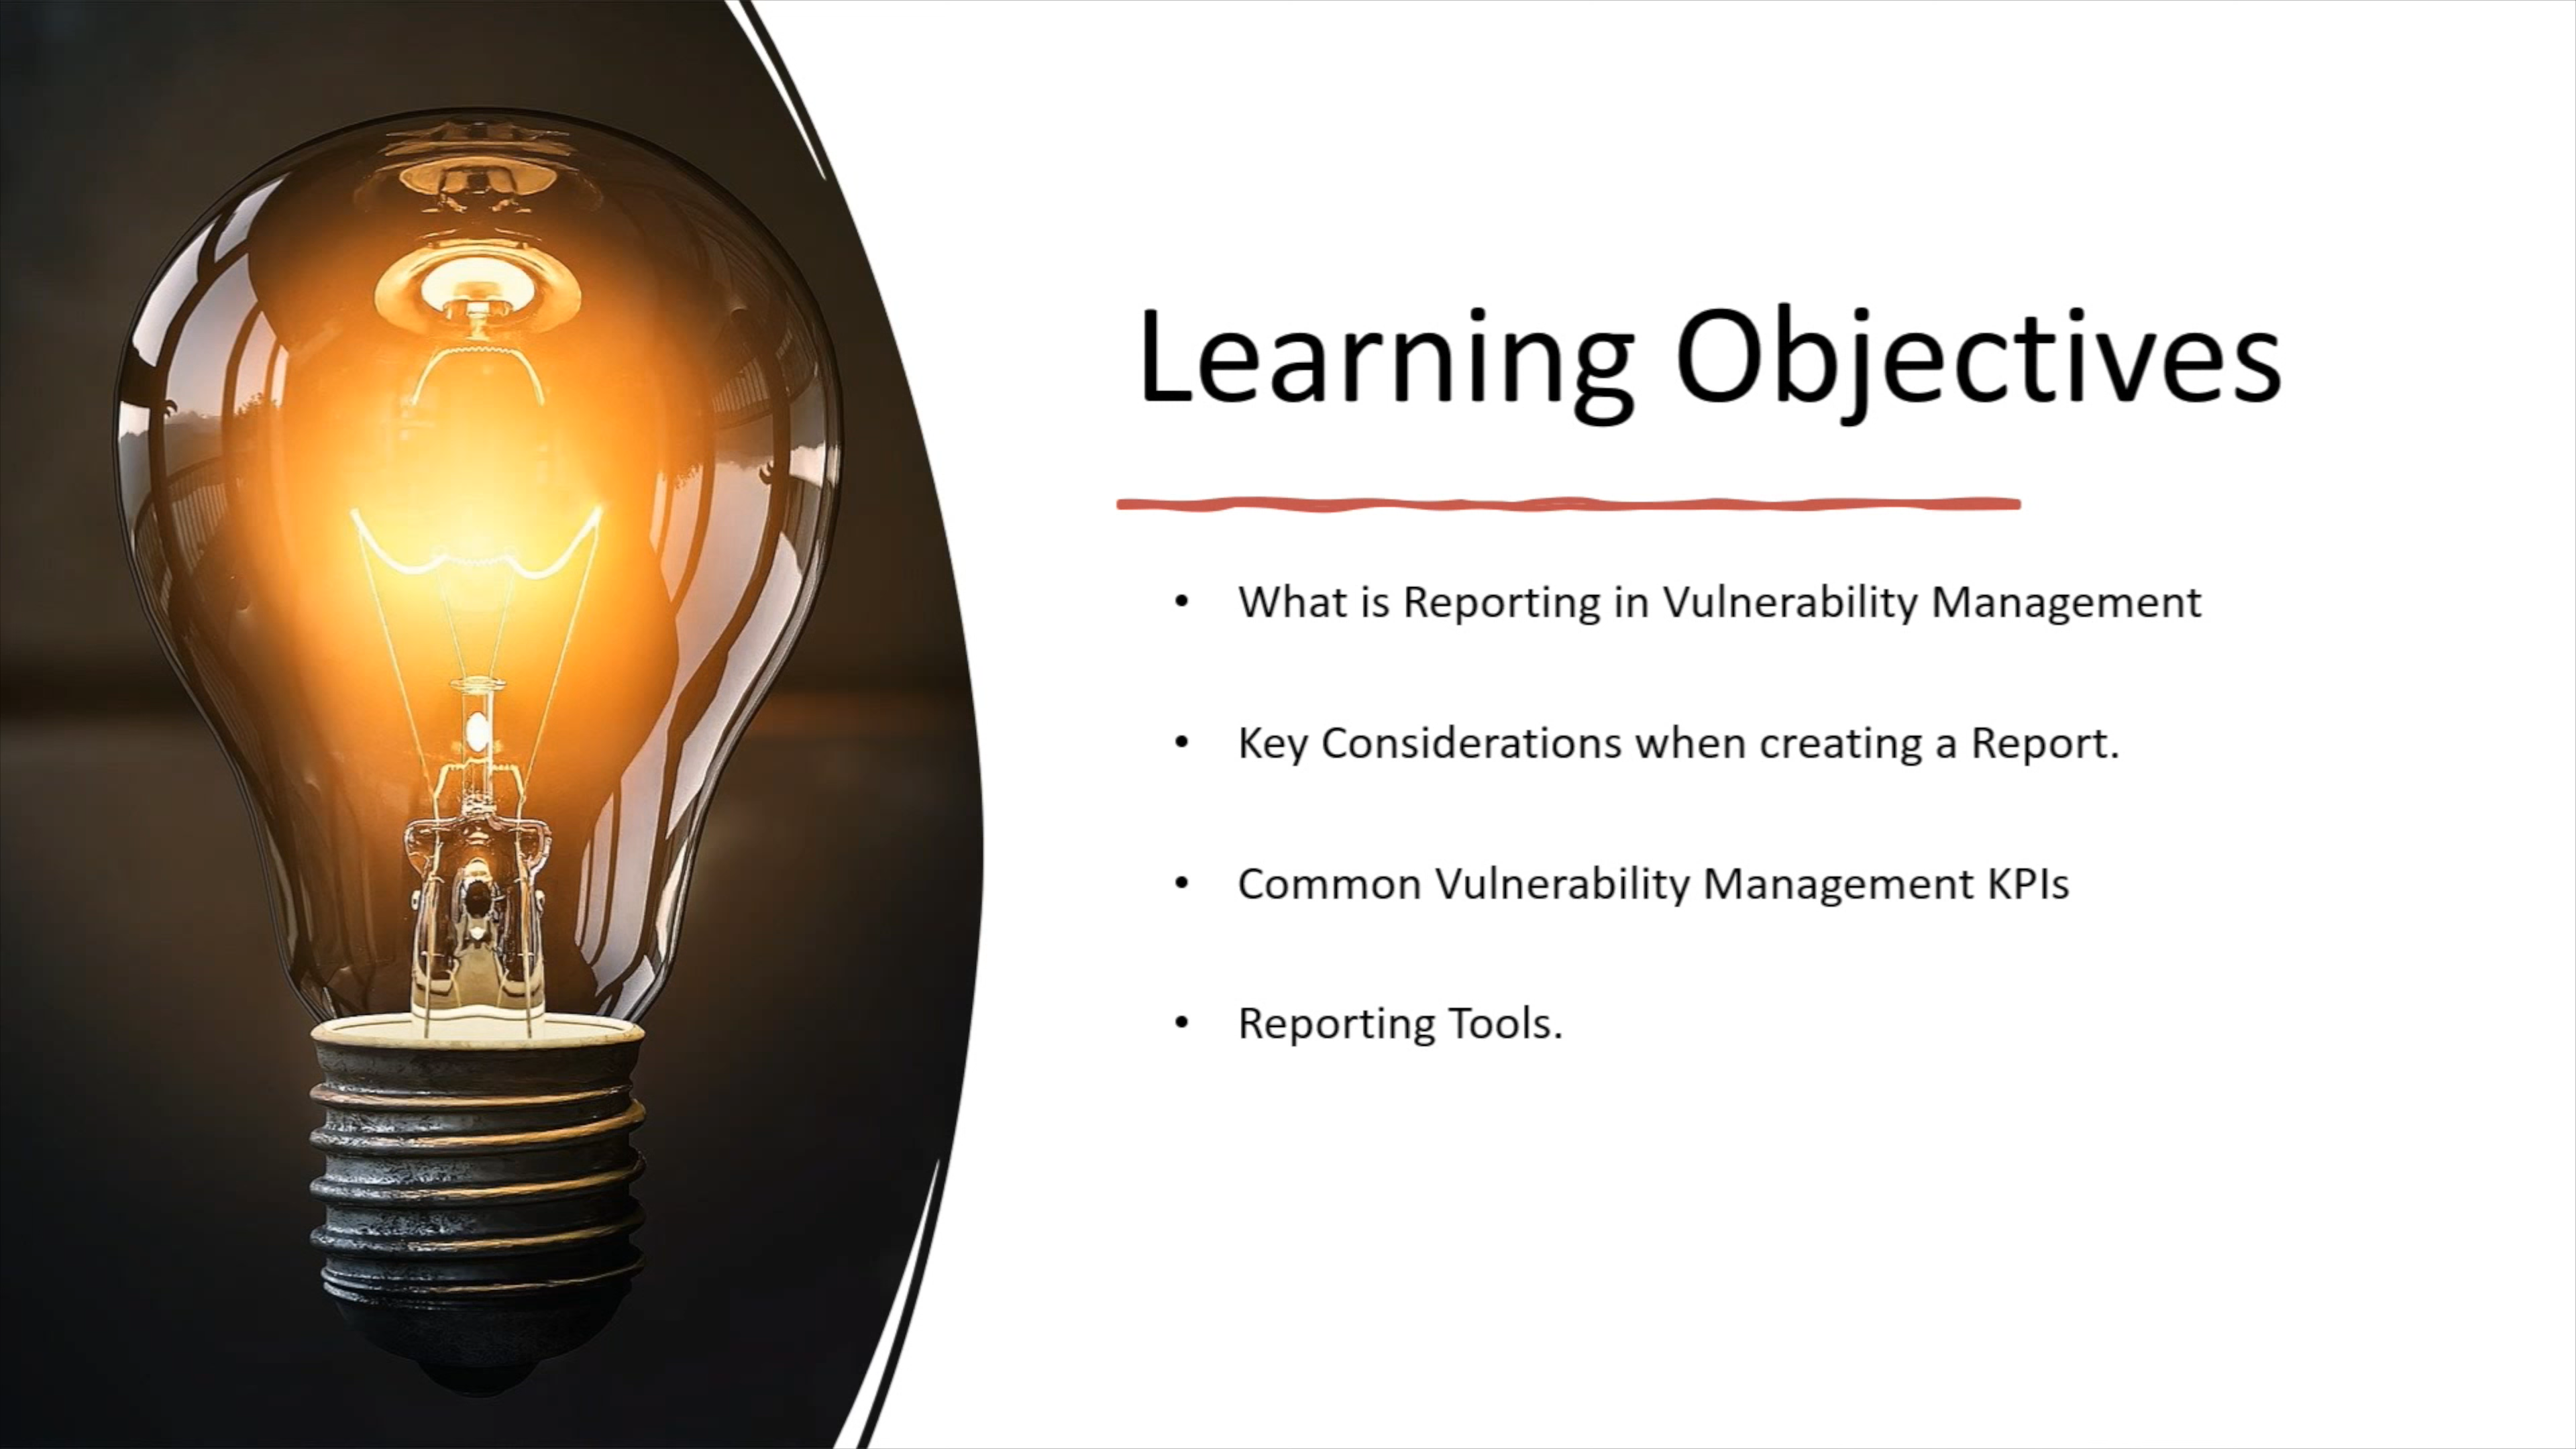 Learning Objectives
• What is Reporting in Vulnerability Management
• Key Considerations when creating a Report.
• Common Vulnerability Management KPIs
• Reporting Tools.